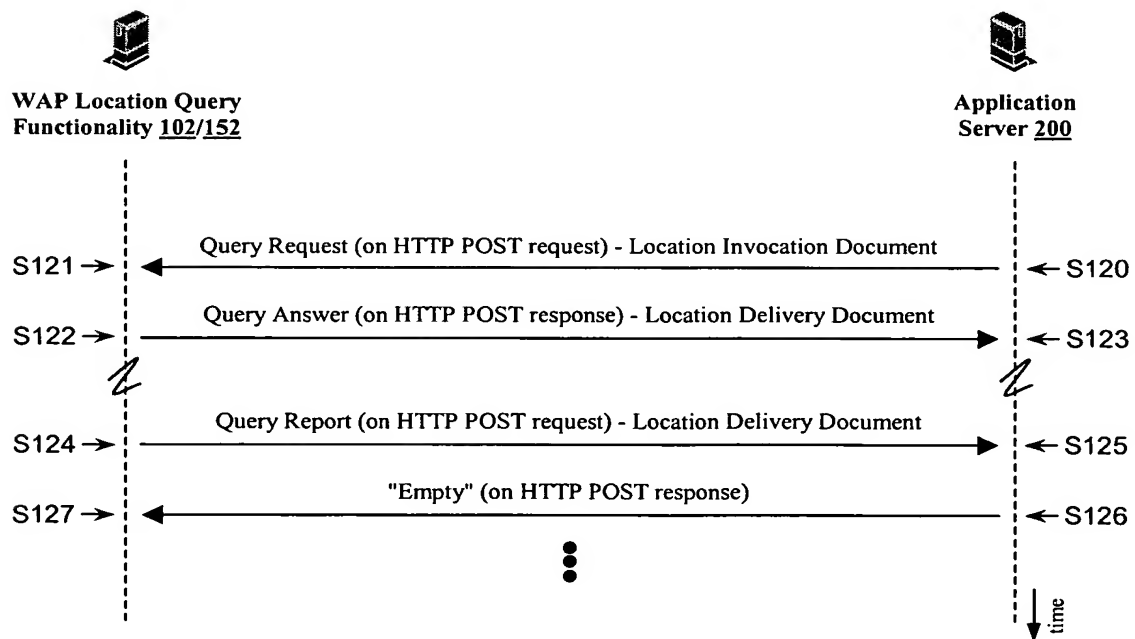 WAP Location Query
Functionality 102/152
Application
Server 200
Query Request (on HTTP POST request) - Location Invocation Document
S121
S120
Query Answer (on HTTP POST response) - Location Delivery Document
S122
S123
Query Report (on HTTP POST request) - Location Delivery Document
S124
S125
"Empty" (on HTTP POST response)
S127
S126
time